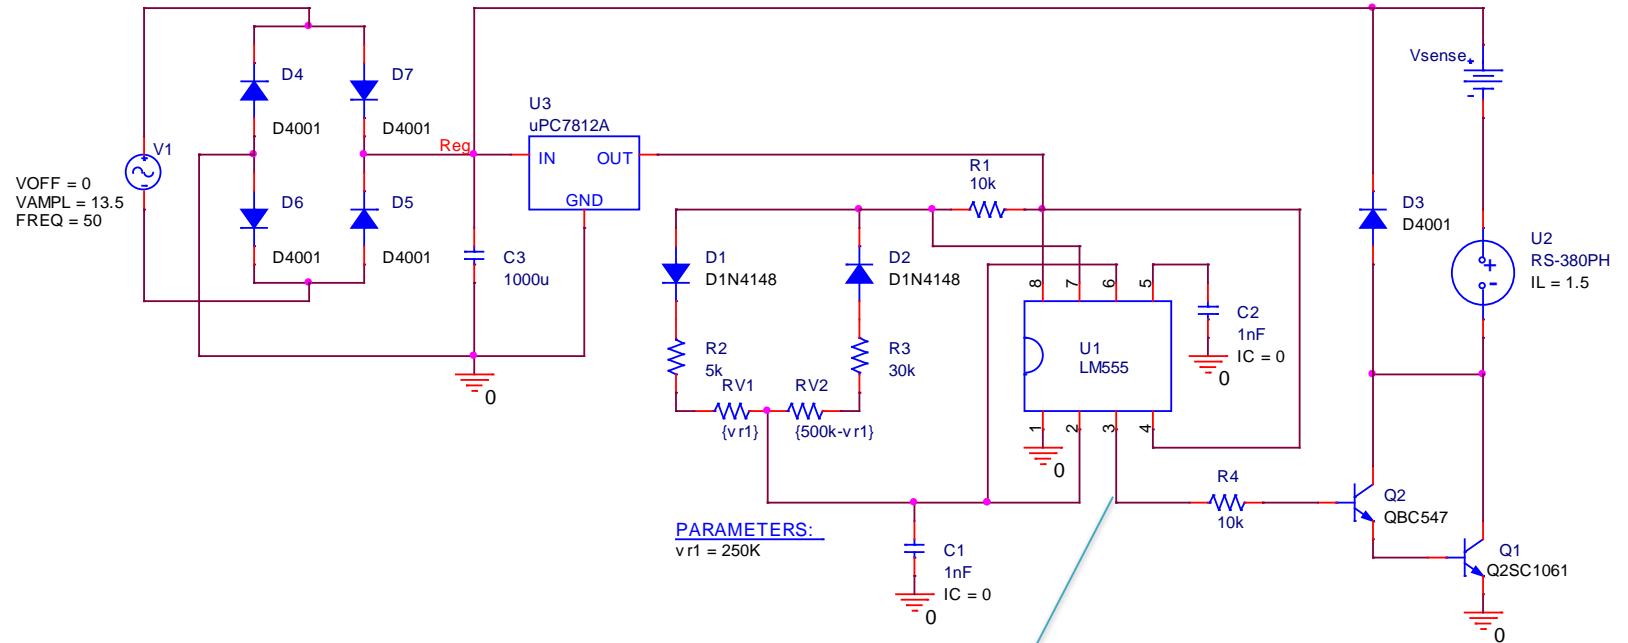 V1
VOFF = 0
VAMPL = 13.5
FREQ = 50
D4
D4001
D7
D4001
D6
D4001
D5
D4001
Reg
C3
1000u
0
U3
uPC7812A
IN
OUT
GND
R1
10k
D1
D1N4148
D2
D1N4148
R2
5k
R3
30k
RV1
{vr1}
RV2
{500k-vr1}
PARAMETERS:
vr1 = 250K
C1
1nF
IC = 0
0
8
7
6
5
U1
LM555
1
2
3
4
0
C2
1nF
IC = 0
0
R4
10k
Vsense
+
-
D3
D4001
U2
RS-380PH
IL = 1.5
+
-
Q2
QBC547
Q1
Q2SC1061
0